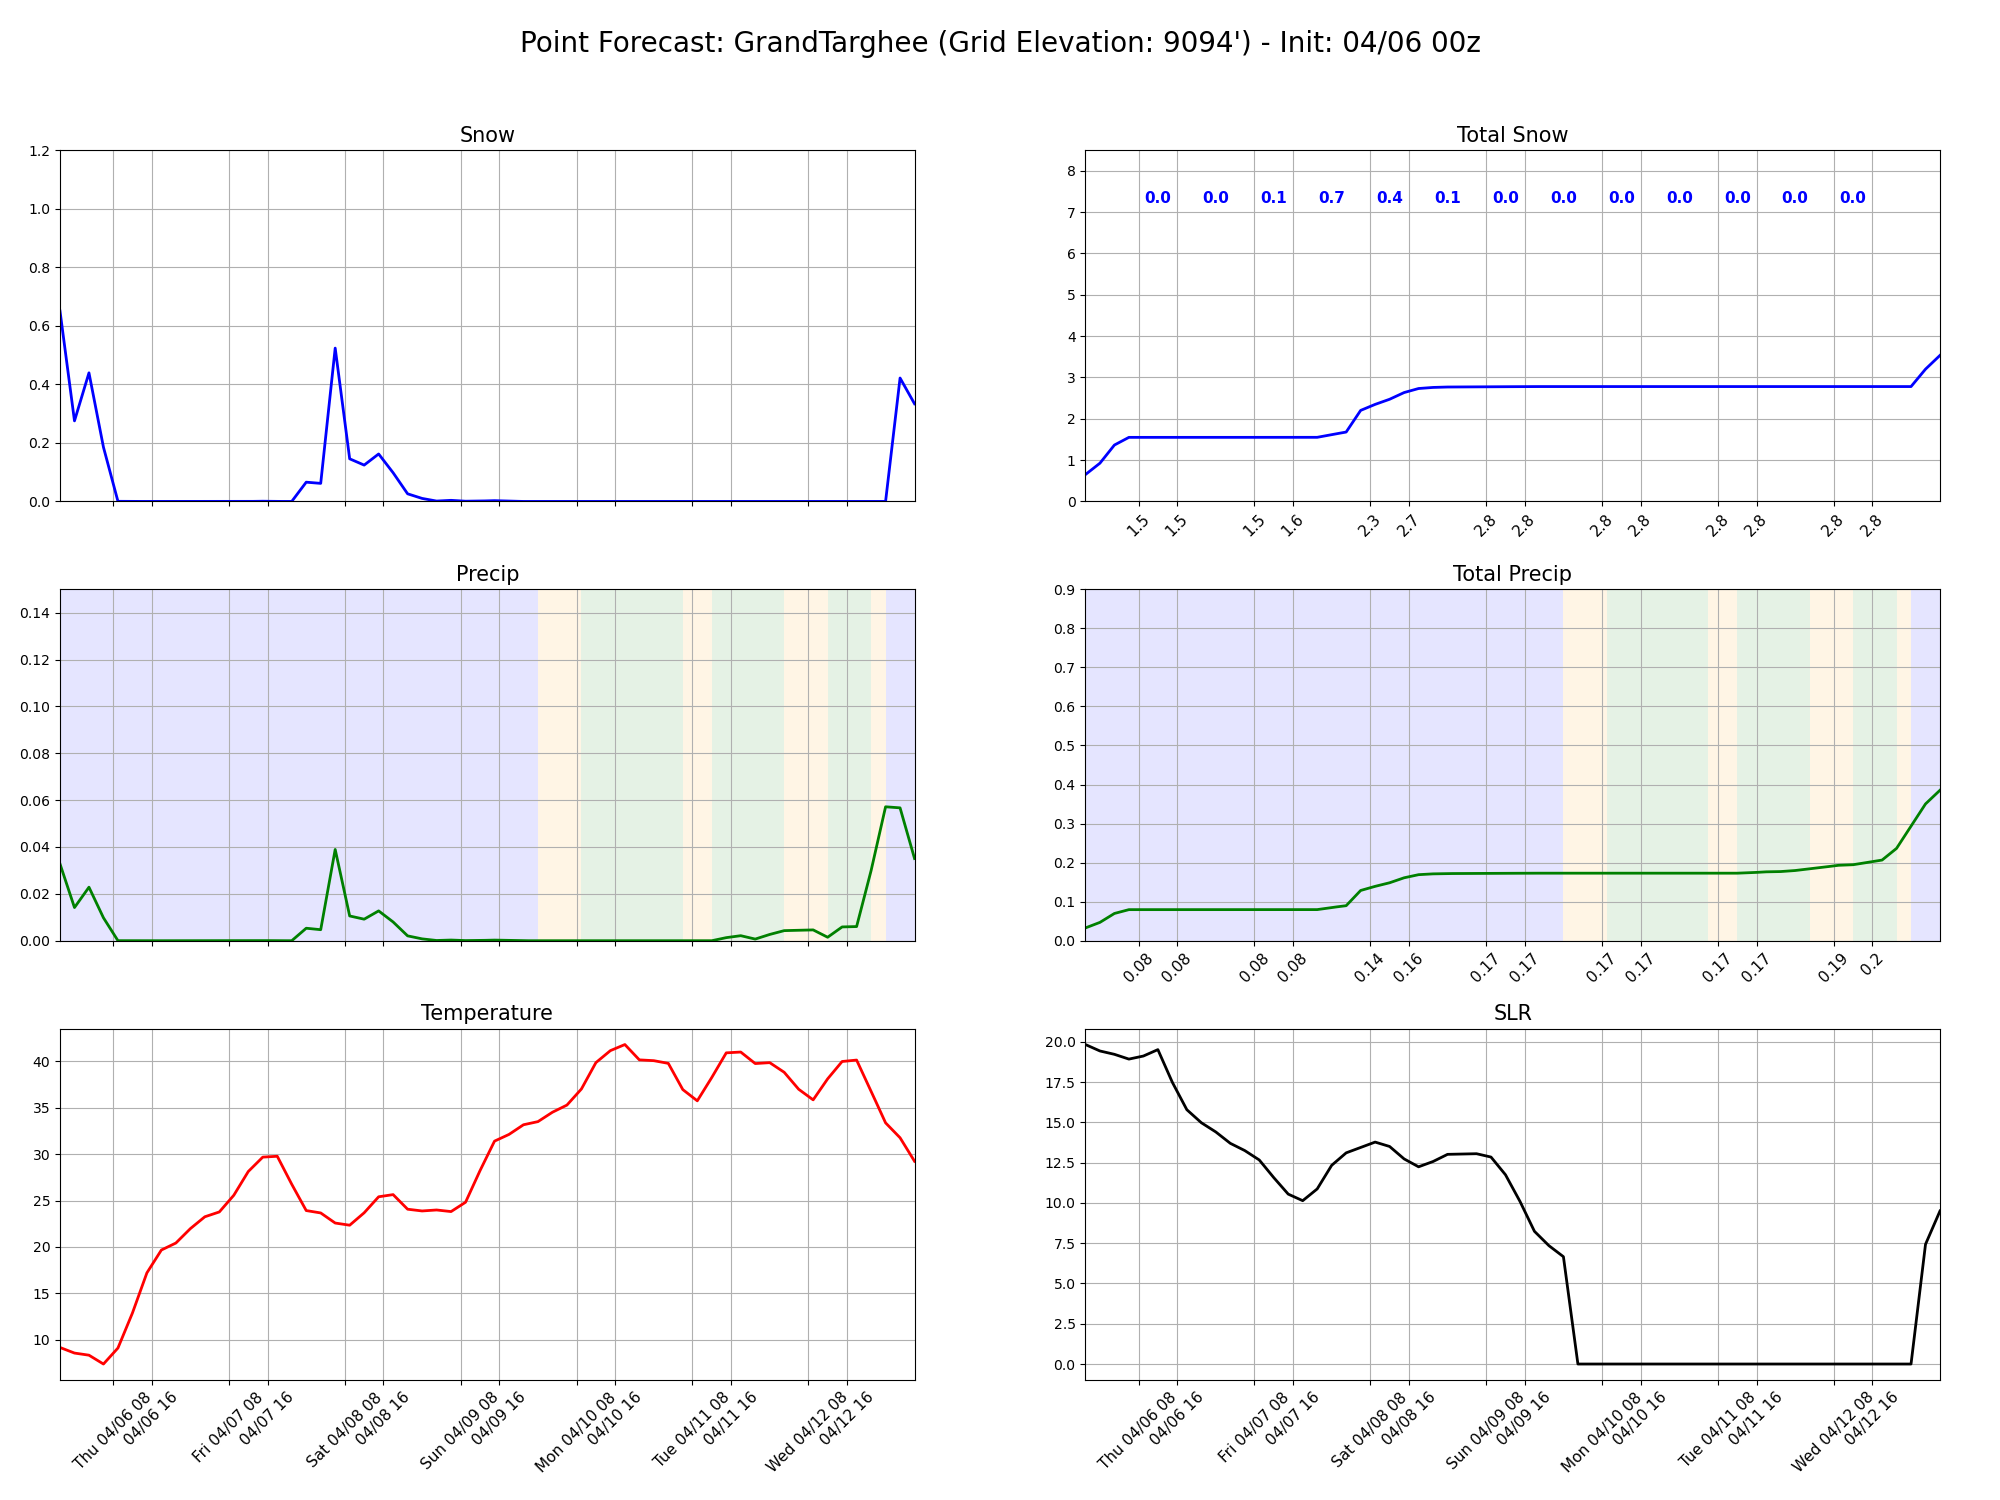 Point Forecast: GrandTarghee (Grid Elevation: 9094') - Init: 04/06 00z
Snow
1.2
1.0
0.8
0.6
0.4
0.2
0.0
Total Snow
8
7
6
5
4
3
2
1
0
0.0 0.0 0.1 0.7 0.4 0.1 0.0 0.0 0.0 0.0 0.0 0.0 0.0
1.5 1.5 1.5 1.6 2.3 2.7 2.8 2.8 2.8 2.8 2.8 2.8 2.8 2.8
Precip
0.14
0.12
0.10
0.08
0.06
0.04
0.02
0.00
Total Precip
0.9
0.8
0.7
0.6
0.5
0.4
0.3
0.2
0.1
0.0
0.08 0.08 0.08 0.08 0.14 0.16 0.17 0.17 0.17 0.17 0.17 0.17 0.19 0.2
Temperature
40
35
30
25
20
15
10
Thu 04/06 08
04/06 16
Fri 04/07 08
04/07 16
Sat 04/08 08
04/08 16
Sun 04/09 08
04/09 16
Mon 04/10 08
04/10 16
Tue 04/11 08
04/11 16
Wed 04/12 08
04/12 16
SLR
20.0
17.5
15.0
12.5
10.0
7.5
5.0
2.5
0.0
Thu 04/06 08
04/06 16
Fri 04/07 08
04/07 16
Sat 04/08 08
04/08 16
Sun 04/09 08
04/09 16
Mon 04/10 08
04/10 16
Tue 04/11 08
04/11 16
Wed 04/12 08
04/12 16